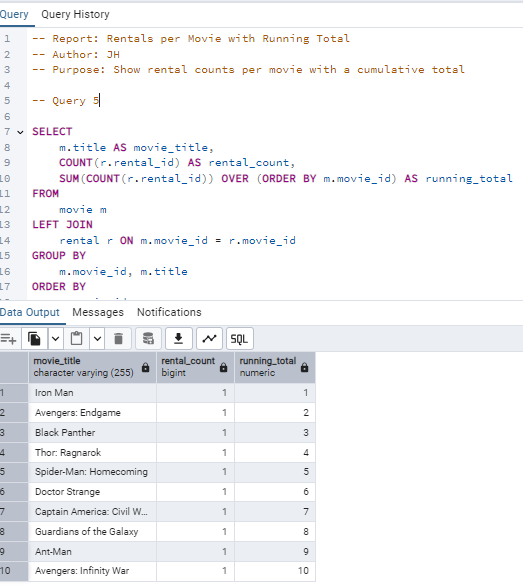 Query Query History
1 -- Report: Rentals per Movie with Running Total
2 -- Author: JH
3 -- Purpose: Show rental counts per movie with a cumulative total
4
5 -- Query 5
6
7 SELECT
8 m.title AS movie_title,
9 COUNT(r.rental_id) AS rental_count,
10 SUM(COUNT(r.rental_id)) OVER (ORDER BY m.movie_id) AS running_total
11 FROM
12 movie m
13 LEFT JOIN
14 rental r ON m.movie_id = r.movie_id
15 GROUP BY
16 m.movie_id, m.title
17 ORDER BY
Data Output Messages Notifications
SQL
movie_title rental_count running_total
character varying (255) bigint numeric
1 Iron Man 1 1
2 Avengers: Endgame 1 2
3 Black Panther 1 3
4 Thor: Ragnarok 1 4
5 Spider-Man: Homecoming 1 5
6 Doctor Strange 1 6
7 Captain America: Civil W... 1 7
8 Guardians of the Galaxy 1 8
9 Ant-Man 1 9
10 Avengers: Infinity War 1 10